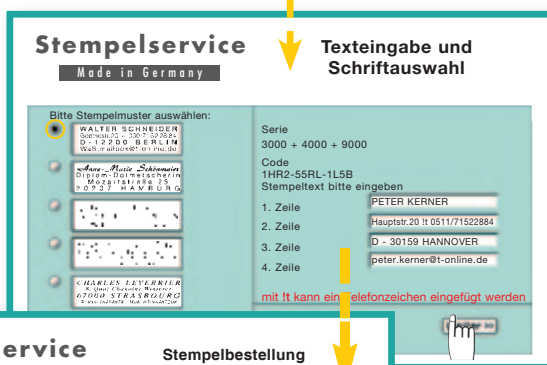 Stempelservice
Made in Germany
Texteingabe und
Schriftauswahl
Bitte Stempelmuster auswählen:
WALTER SCHNEIDER
D-12200 BERLIN
Anne-Marie Schönmain
Diplom-Dolmetscherin
Mozartstraße 25
20237 HAMBURG
CHARLES LEVERRIER
67000 STRASBOURG
Serie
3000 + 4000 + 9000
Code
1HR2-55RL-1L5B
Stempeltext bitte eingeben
1. Zeile PETER KERNER
2. Zeile Hauptstr.20 !t 0511/71522884
3. Zeile D - 30159 HANNOVER
4. Zeile peter.kerner@t-online.de
mit !t kann ein Telefonzeichen eingefügt werden
ervice
Stempelbestellung